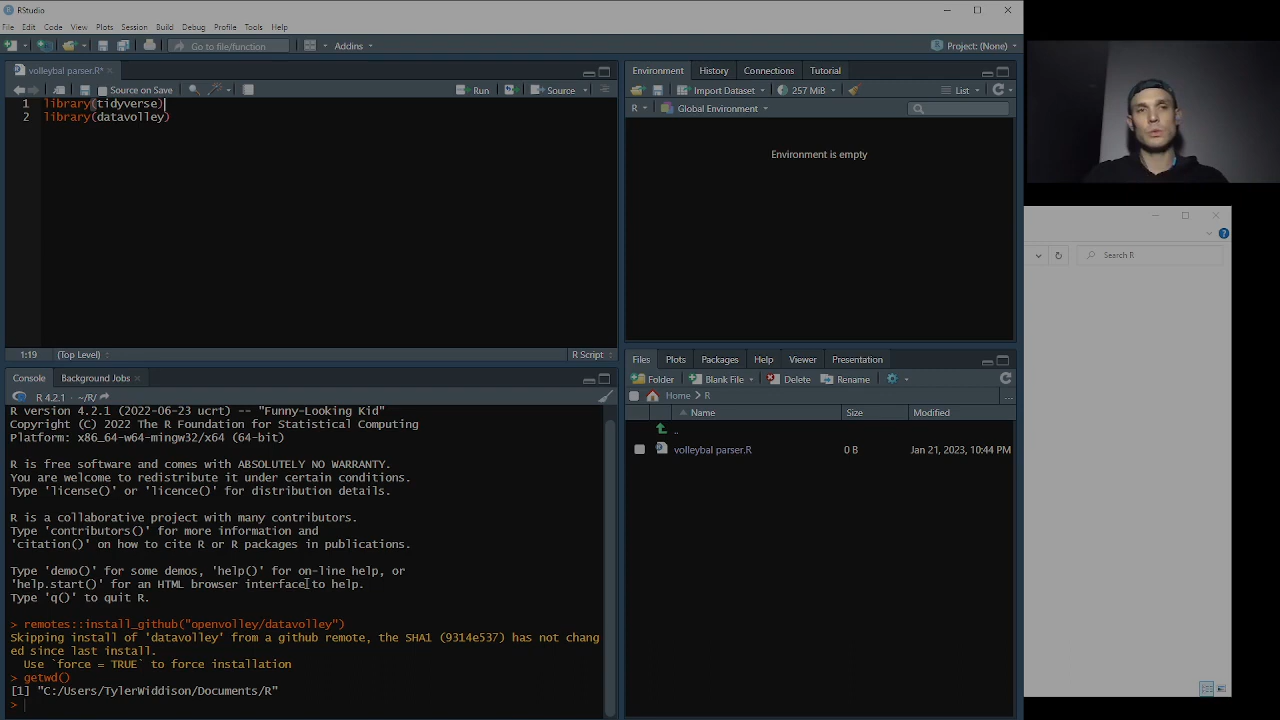 RStudio
File Edit Code View Plots Session Build Debug Profile Tools Help
Go to file/function
Addins
Project: (None)
volleybal parser.R*
Source on Save
Run
Source
1 library(tidyverse)
2 library(datavolley)
1:19 (Top Level) R Script
Console Background Jobs
R 4.2.1 · ~/R/
R version 4.2.1 (2022-06-23 ucrt) -- "Funny-Looking Kid"
Copyright (C) 2022 The R Foundation for Statistical Computing
Platform: x86_64-w64-mingw32/x64 (64-bit)
R is free software and comes with ABSOLUTELY NO WARRANTY.
You are welcome to redistribute it under certain conditions.
Type 'license()' or 'licence()' for distribution details.
R is a collaborative project with many contributors.
Type 'contributors()' for more information and
'citation()' on how to cite R or R packages in publications.
Type 'demo()' for some demos, 'help()' for on-line help, or
'help.start()' for an HTML browser interface to help.
Type 'q()' to quit R.
> remotes::install_github("openvolley/datavolley")
Skipping install of 'datavolley' from a github remote, the SHA1 (9314e537) has not chang
ed since last install.
Use `force = TRUE` to force installation
> getwd()
[1] "C:/Users/TylerWiddison/Documents/R"
>
Environment History Connections Tutorial
Import Dataset 257 MiB List
R Global Environment
Environment is empty
Files Plots Packages Help Viewer Presentation
Folder Blank File Delete Rename
Home R ...
Name Size Modified
..
volleybal parser.R 0 B Jan 21, 2023, 10:44 PM
Search R